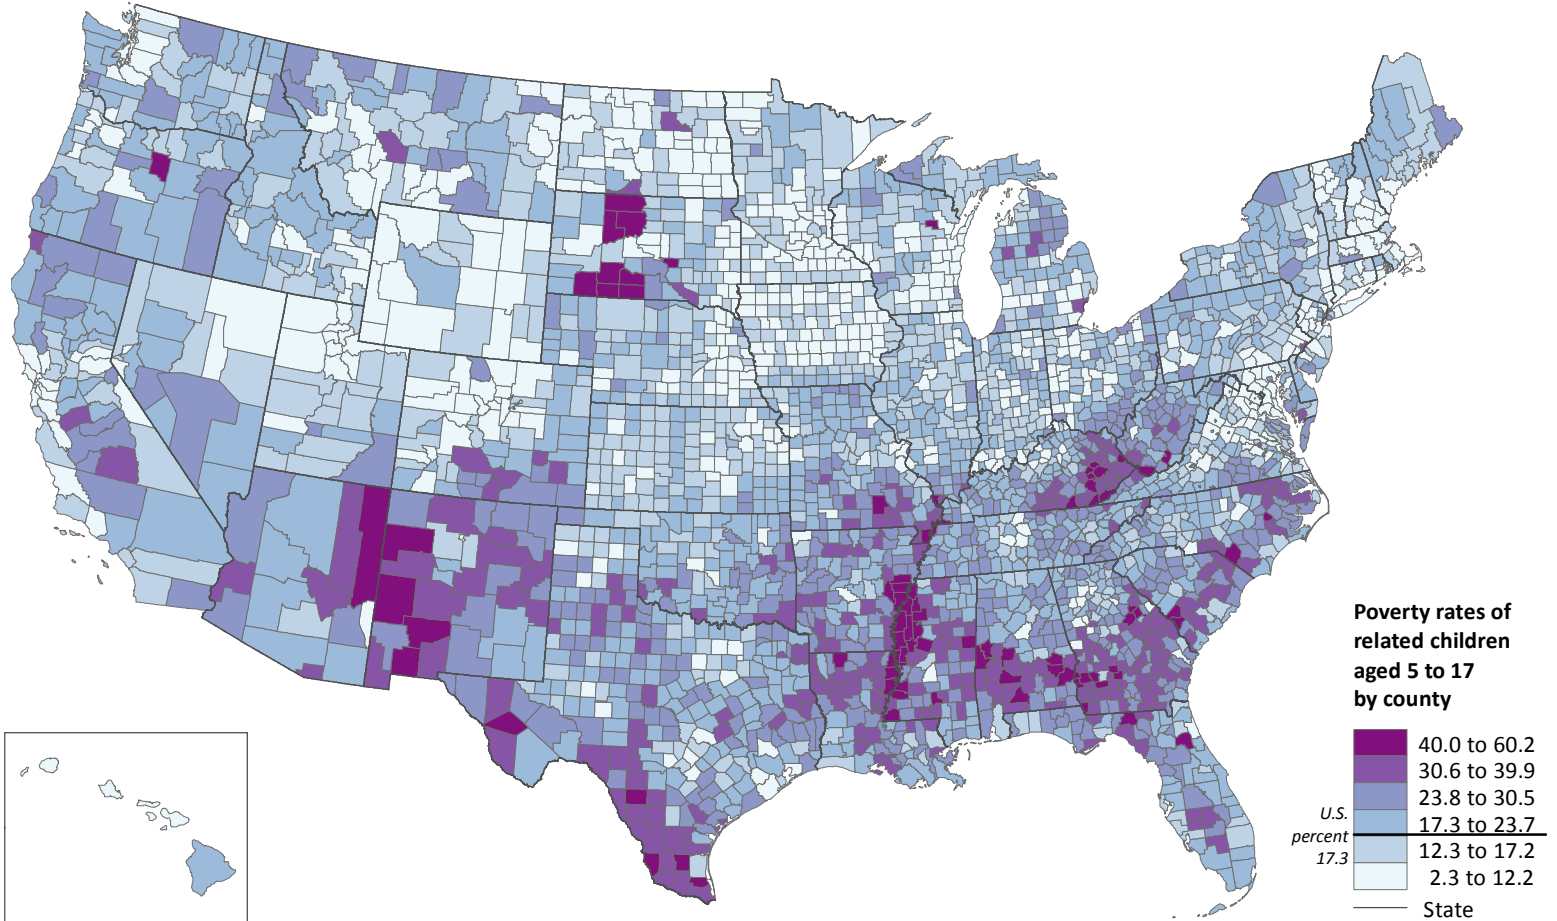 Poverty rates of
related children
aged 5 to 17
by county
40.0 to 60.2
30.6 to 39.9
23.8 to 30.5
17.3 to 23.7
12.3 to 17.2
2.3 to 12.2
U.S.
percent
17.3
State